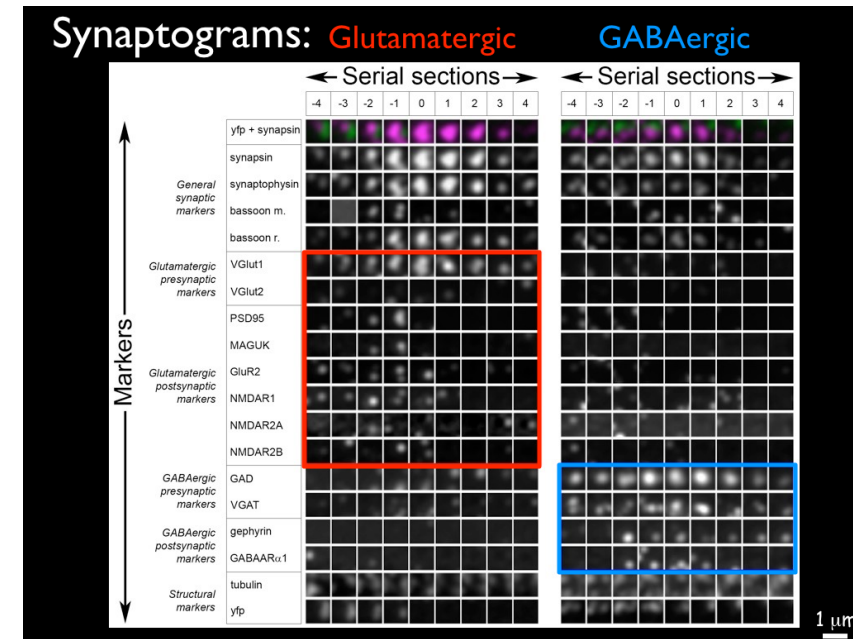 Synaptograms: Glutamatergic GABAergic
Serial sections Serial sections
-4 -3 -2 -1 0 1 2 3 4 -4 -3 -2 -1 0 1 2 3 4
Markers
yfp + synapsin
General
synaptic
markers
synapsin
synaptophysin
bassoon m.
bassoon r.
Glutamatergic
presynaptic
markers
VGlut1
VGlut2
Glutamatergic
postsynaptic
markers
PSD95
MAGUK
GluR2
NMDAR1
NMDAR2A
NMDAR2B
GABAergic
presynaptic
markers
GAD
VGAT
GABAergic
postsynaptic
markers
gephyrin
GABAARα1
Structural
markers
tubulin
yfp
1 μm